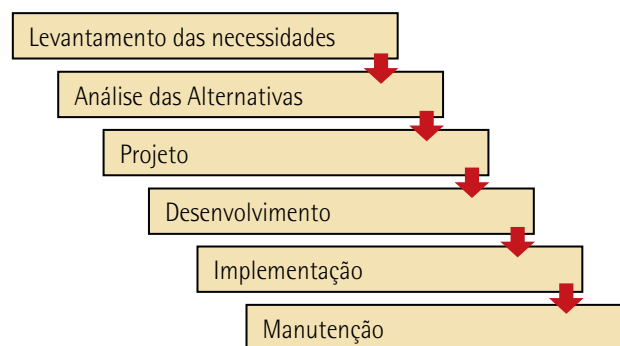 Levantamento das necessidades
Análise das Alternativas
Projeto
Desenvolvimento
Implementação
Manutenção